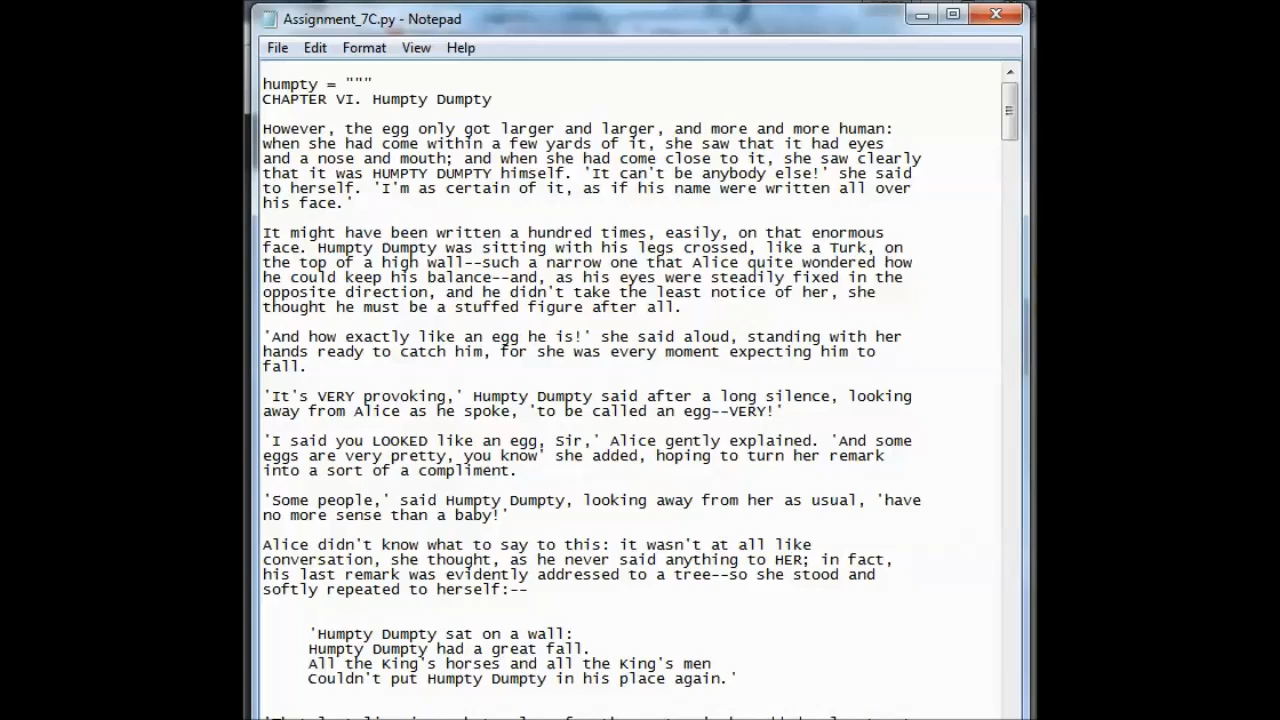 Assignment_7C.py - Notepad
File Edit Format View Help
humpty = """
CHAPTER VI. Humpty Dumpty
However, the egg only got larger and larger, and more and more human:
when she had come within a few yards of it, she saw that it had eyes
and a nose and mouth; and when she had come close to it, she saw clearly
that it was HUMPTY DUMPTY himself. 'It can't be anybody else!' she said
to herself. 'I'm as certain of it, as if his name were written all over
his face.'
It might have been written a hundred times, easily, on that enormous
face. Humpty Dumpty was sitting with his legs crossed, like a Turk, on
the top of a high wall--such a narrow one that Alice quite wondered how
he could keep his balance--and, as his eyes were steadily fixed in the
opposite direction, and he didn't take the least notice of her, she
thought he must be a stuffed figure after all.
'And how exactly like an egg he is!' she said aloud, standing with her
hands ready to catch him, for she was every moment expecting him to
fall.
'It's VERY provoking,' Humpty Dumpty said after a long silence, looking
away from Alice as he spoke, 'to be called an egg--VERY!'
'I said you LOOKED like an egg, Sir,' Alice gently explained. 'And some
eggs are very pretty, you know' she added, hoping to turn her remark
into a sort of a compliment.
'Some people,' said Humpty Dumpty, looking away from her as usual, 'have
no more sense than a baby!'
Alice didn't know what to say to this: it wasn't at all like
conversation, she thought, as he never said anything to HER; in fact,
his last remark was evidently addressed to a tree--so she stood and
softly repeated to herself:--
'Humpty Dumpty sat on a wall:
Humpty Dumpty had a great fall.
All the King's horses and all the King's men
Couldn't put Humpty Dumpty in his place again.'